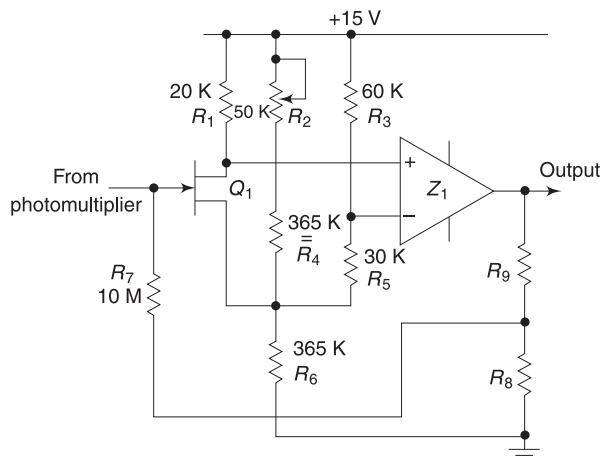 +15 V
20 K
R1
50 K
R2
60 K
R3
From
photomultiplier
Q1
+
Z1
Output
−
365 K
=
R4
30 K
R5
R7
10 M
R9
365 K
R6
R8